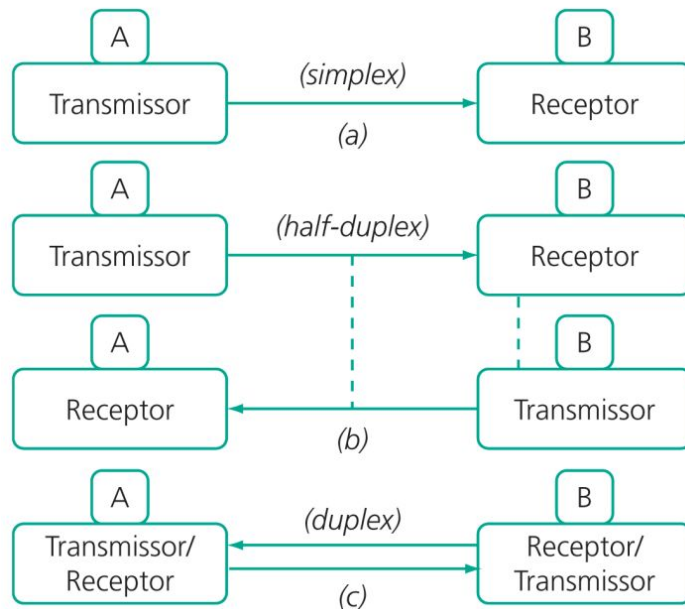 A
B
Transmissor
(simplex)
Receptor
(a)
A
B
Transmissor
(half-duplex)
Receptor
A
B
Receptor
Transmissor
(b)
A
B
Transmissor/
Receptor
(duplex)
Receptor/
Transmissor
(c)